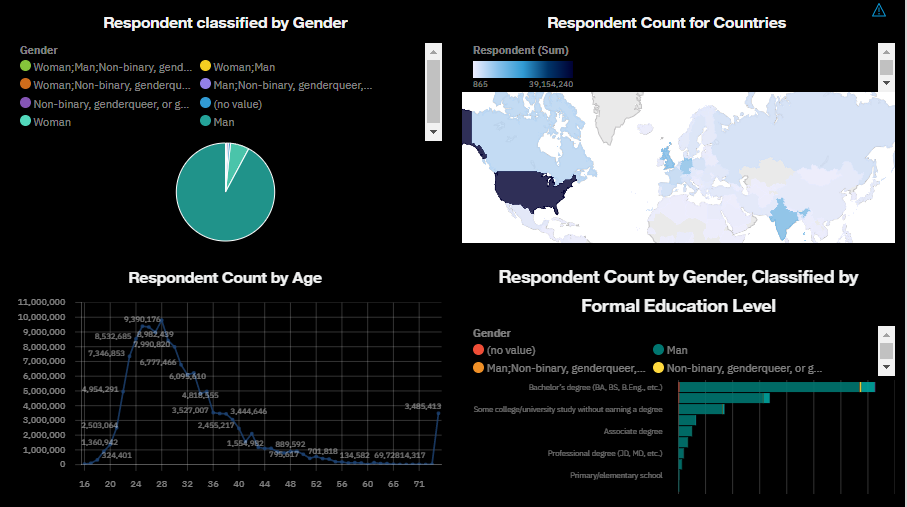 Respondent classified by Gender
Gender
Woman;Man;Non-binary, gend...
Woman;Man
Woman;Non-binary, genderqu...
Man;Non-binary, genderqueer,...
Non-binary, genderqueer, or g...
(no value)
Woman
Man
Respondent Count for Countries
Respondent (Sum)
865
39,154,240
Respondent Count by Age
11,000,000
10,000,000
9,000,000
8,000,000
7,000,000
6,000,000
5,000,000
4,000,000
3,000,000
2,000,000
1,000,000
0
9,390,176
8,532,685
8,982,439
7,990,820
7,346,853
6,777,466
6,095,610
4,954,291
4,818,555
3,527,007
3,444,646
3,485,413
2,503,064
2,455,217
1,360,942
1,554,982
889,592
324,401
795,617
701,818
134,582
69,728
14,317
16 20 24 28 32 36 40 44 48 52 56 60 65 71
Respondent Count by Gender, Classified by
Formal Education Level
Gender
(no value)
Man
Man;Non-binary, genderqueer,...
Non-binary, genderqueer, or g...
Bachelor's degree (BA, BS, B.Eng., etc.)
Some college/university study without earning a degree
Associate degree
Professional degree (JD, MD, etc.)
Primary/elementary school